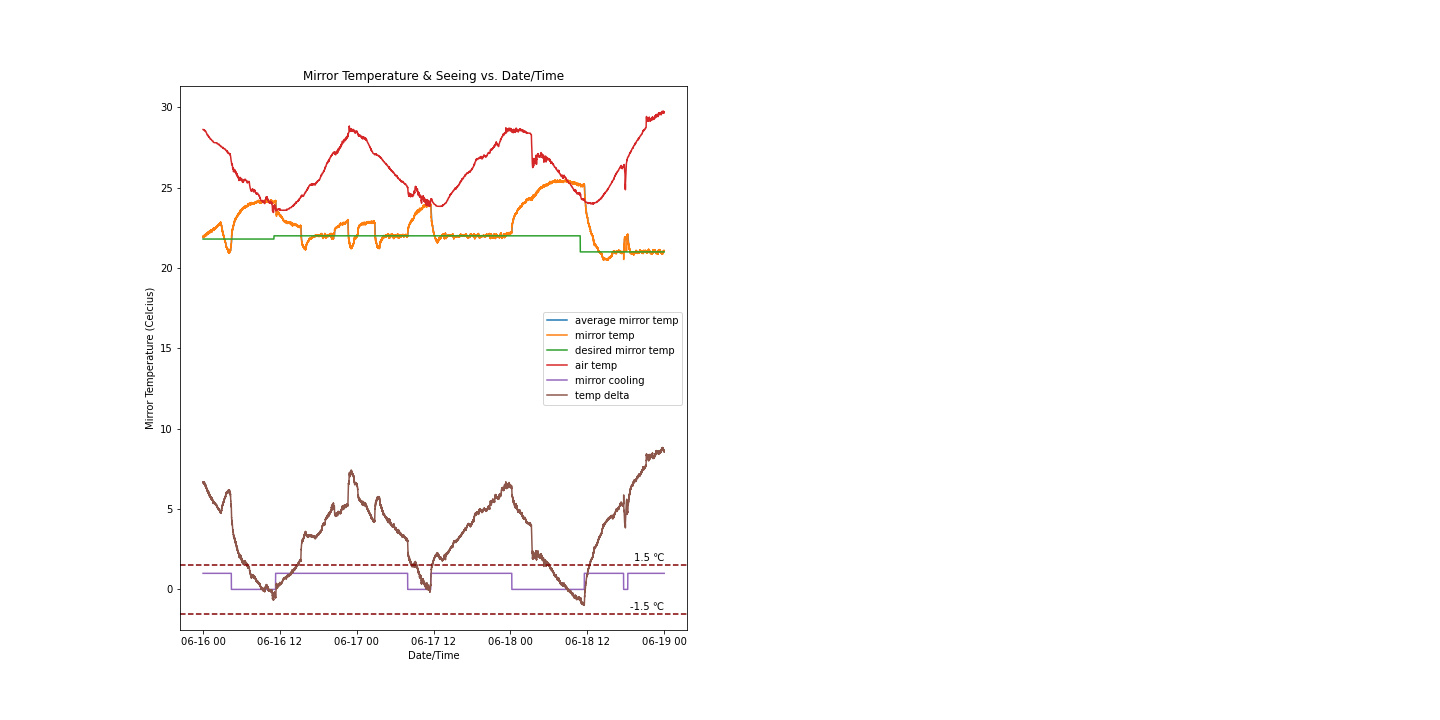 Mirror Temperature & Seeing vs. Date/Time
Mirror Temperature (Celcius)
30
25
20
15
10
5
0
average mirror temp
mirror temp
desired mirror temp
air temp
mirror cooling
temp delta
1.5 ℃
-1.5 ℃
06-16 00 06-16 12 06-17 00 06-17 12 06-18 00 06-18 12 06-19 00
Date/Time